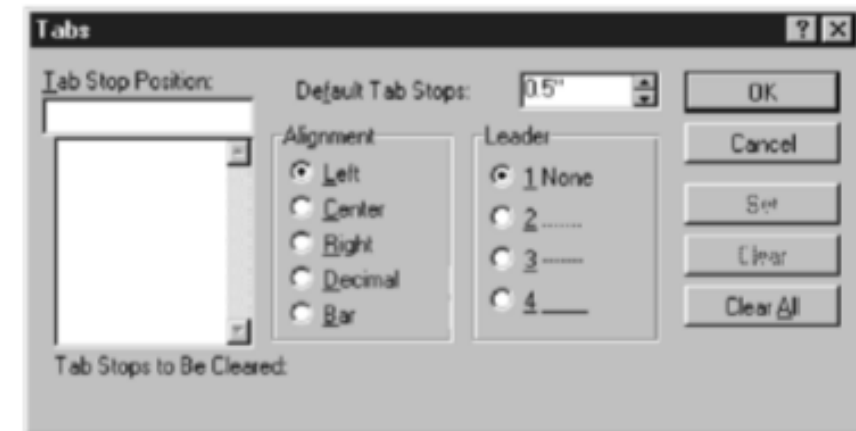 Tabs
Tab Stop Position:
Default Tab Stops:
0.5"
OK
Cancel
Set
Clear
Clear All
Alignment
Left
Center
Right
Decimal
Bar
Leader
1 None
2 .......
3 -------
4 ____
Tab Stops to Be Cleared: